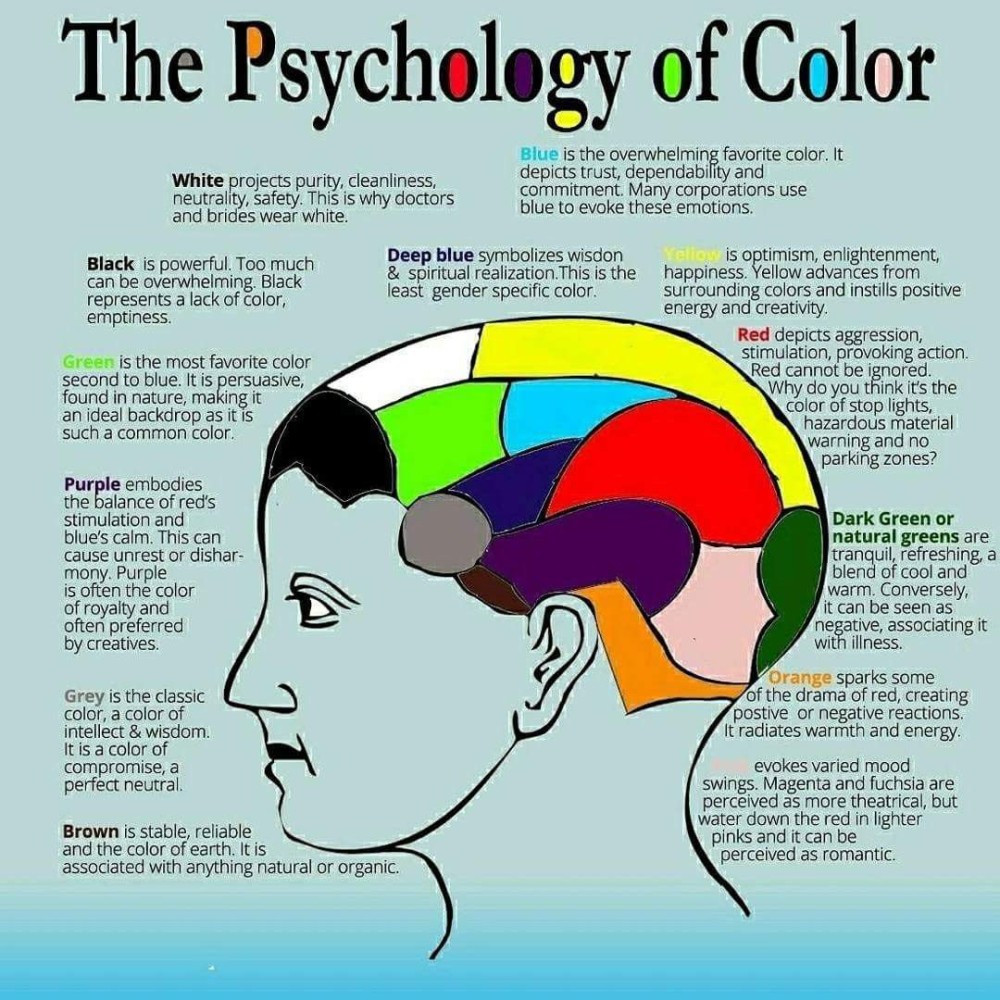 The Psychology of Color
White projects purity, cleanliness,
neutrality, safety. This is why doctors
and brides wear white.
Blue is the overwhelming favorite color. It
depicts trust, dependability and
commitment. Many corporations use
blue to evoke these emotions.
Black is powerful. Too much
can be overwhelming. Black
represents a lack of color,
emptiness.
Deep blue symbolizes wisdon
& spiritual realization.This is the
least gender specific color.
Yellow is optimism, enlightenment,
happiness. Yellow advances from
surrounding colors and instills positive
energy and creativity.
Red depicts aggression,
stimulation, provoking action.
Red cannot be ignored.
Why do you think it's the
color of stop lights,
hazardous material
warning and no
parking zones?
Green is the most favorite color
second to blue. It is persuasive,
found in nature, making it
an ideal backdrop as it is
such a common color.
Purple embodies
the balance of red's
stimulation and
blue's calm. This can
cause unrest or dishar-
mony. Purple
is often the color
of royalty and
often preferred
by creatives.
Dark Green or
natural greens are
tranquil, refreshing, a
blend of cool and
warm. Conversely,
it can be seen as
negative, associating it
with illness.
Grey is the classic
color, a color of
intellect & wisdom.
It is a color of
compromise, a
perfect neutral.
Orange sparks some
of the drama of red, creating
postive or negative reactions.
It radiates warmth and energy.
evokes varied mood
swings. Magenta and fuchsia are
perceived as more theatrical, but
water down the red in lighter
pinks and it can be
perceived as romantic.
Brown is stable, reliable
and the color of earth. It is
associated with anything natural or organic.